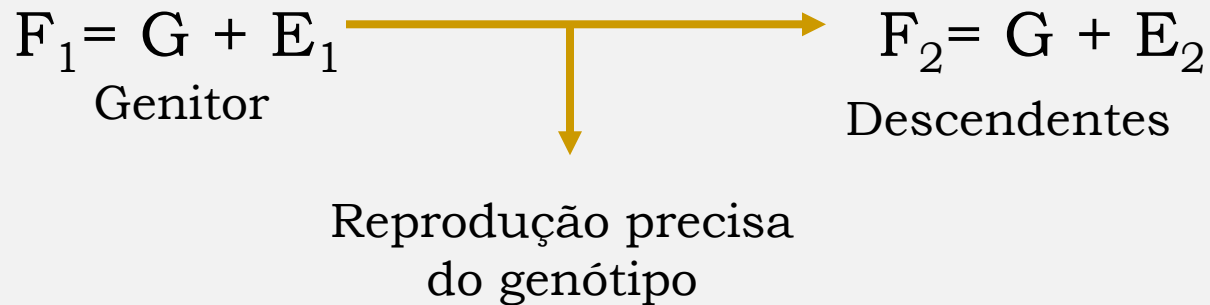 F₁= G + E₁ F₂= G + E₂
Genitor Descendentes
Reprodução precisa
do genótipo